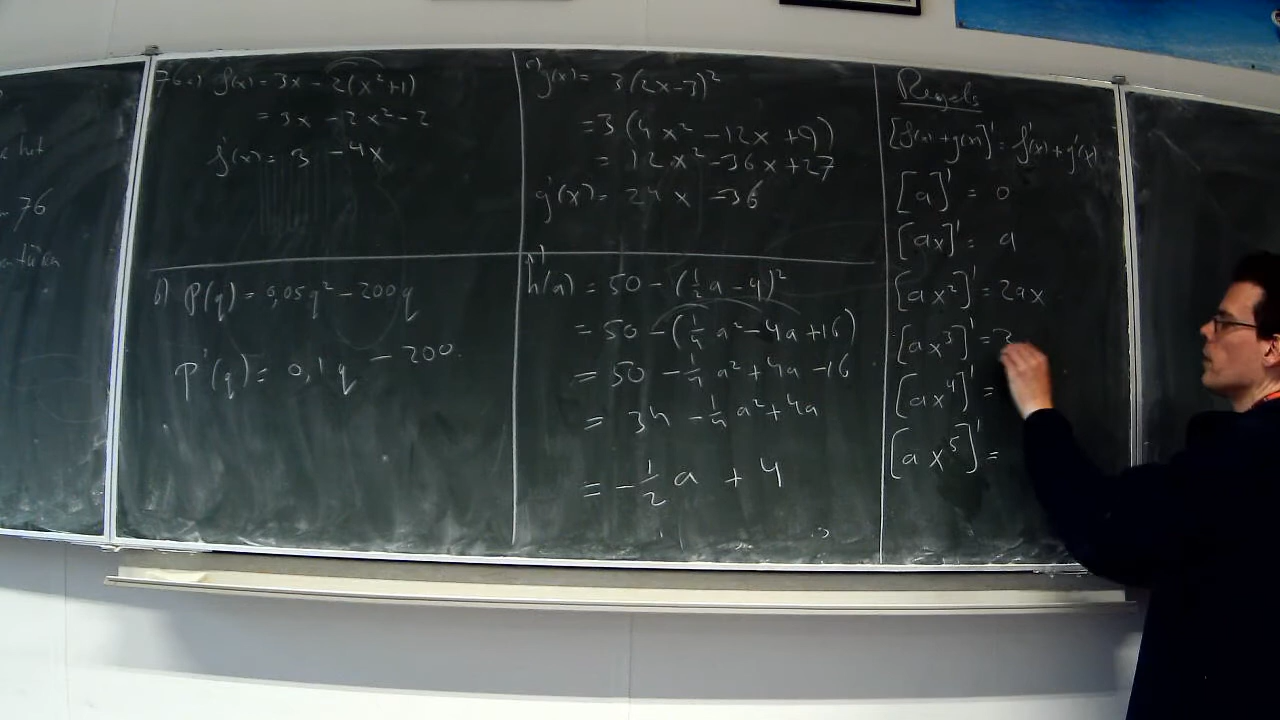 a het
76
76a) f(x) = 3x - 2(x²+1)
= 3x - 2x² - 2
f'(x) = 3 - 4x
b) P(q) = 0,05q² - 200q
P'(q) = 0,1q - 200
c) g(x) = 3(2x-3)²
= 3(4x² - 12x + 9)
= 12x² - 36x + 27
g'(x) = 24x - 36
h(a) = 50 - (½a - 4)²
= 50 - (¼a² - 4a + 16)
= 50 - ¼a² + 4a - 16
= 34 - ¼a² + 4a
= -½a + 4
Regels
[f(x) + g(x)]' = f'(x) + g'(x)
[a]' = 0
[ax]' = a
[ax²]' = 2ax
[ax³]' = 3
[ax⁴]' =
[ax⁵]' =